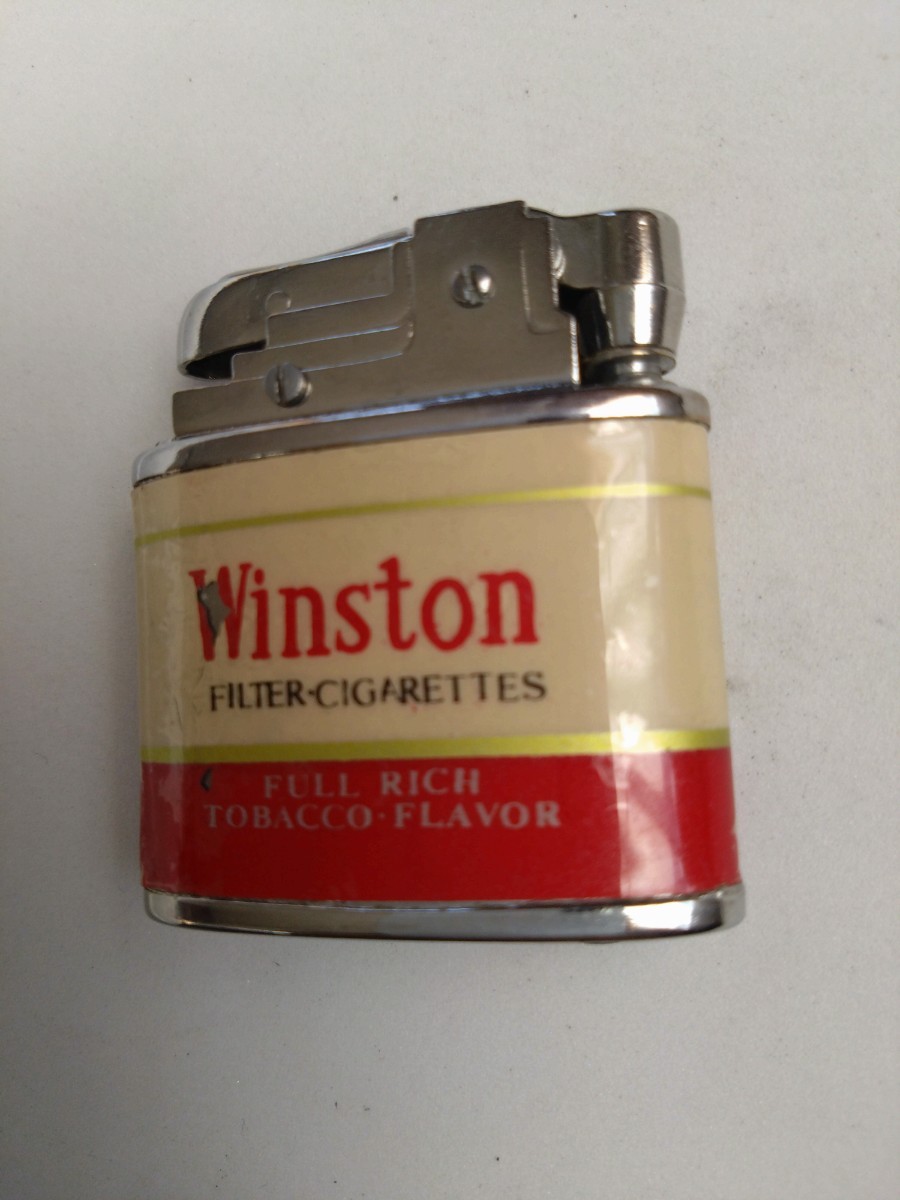 Winston
FILTER·CIGARETTES
FULL RICH
TOBACCO·FLAVOR